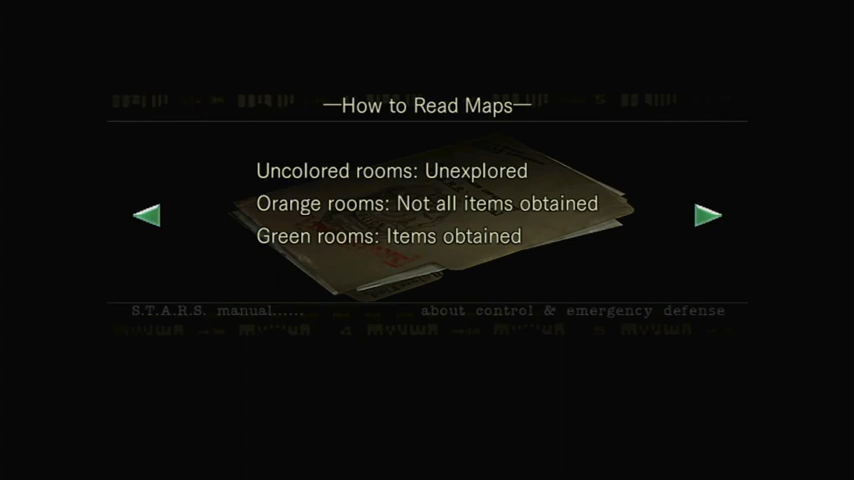 —How to Read Maps—
Uncolored rooms: Unexplored
Orange rooms: Not all items obtained
Green rooms: Items obtained
S.T.A.R.S. manual...... about control & emergency defense